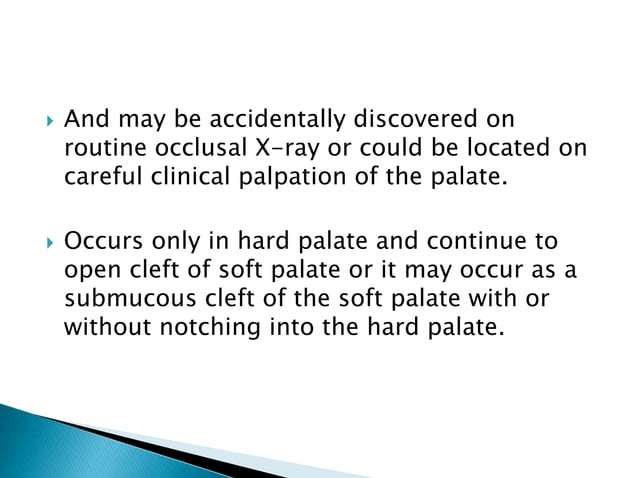 And may be accidentally discovered on
routine occlusal X-ray or could be located on
careful clinical palpation of the palate.
Occurs only in hard palate and continue to
open cleft of soft palate or it may occur as a
submucous cleft of the soft palate with or
without notching into the hard palate.